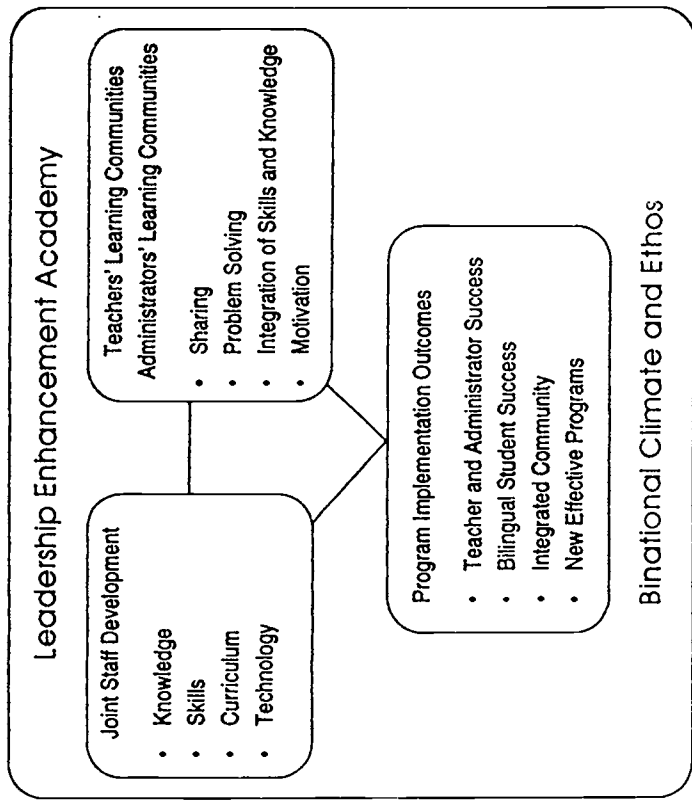 Leadership Enhancement Academy
Joint Staff Development
• Knowledge
• Skills
• Curriculum
• Technology
Teachers' Learning Communities
Administrators' Learning Communities
• Sharing
• Problem Solving
• Integration of Skills and Knowledge
• Motivation
Program Implementation Outcomes
• Teacher and Administrator Success
• Bilingual Student Success
• Integrated Community
• New Effective Programs
Binational Climate and Ethos